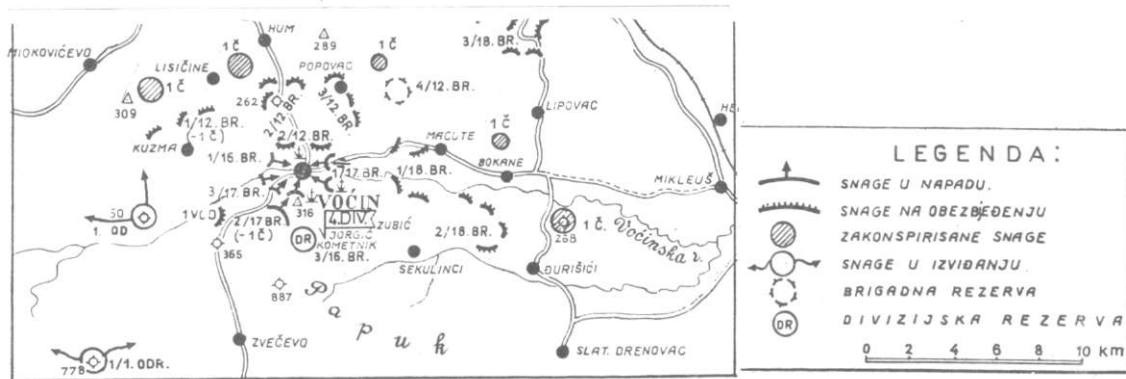 HUM
MIOKOVIĆEVO
LISIČINE
1 Č
289
1 Č
3/18. BR.
POPOVAC
1 Č
309
262
4/12. BR.
2/12. BR.
3/12. BR.
LIPOVAC
1/12. BR.
(-1 Č)
KUZMA
2/12. BR.
MACUTE
1 Č
1/16. BR.
BOKANE
1/17. BR.
1/18. BR.
MIKLEUŠ
3/17. BR.
VOĆIN
1 VOD
2/17 BR.
(-1 Č)
316
4. DIV.
ZUBIĆ
DR
KOMETNIK
3/16. BR.
2/18. BR.
1 Č.
268
Voćinska r.
365
SEKULINCI
ĐURIŠIĆI
887
Papuk
ZVEČEVO
SLAT. DRENOVAC
778
1/1. ODR.
LEGENDA:
SNAGE U NAPADU.
SNAGE NA OBEZBJEĐENJU
ZAKONSPIRISANE SNAGE
SNAGE U IZVIĐANJU
BRIGADNA REZERVA
DR DIVIZIJSKA REZERVA
0 2 4 6 8 10 KM